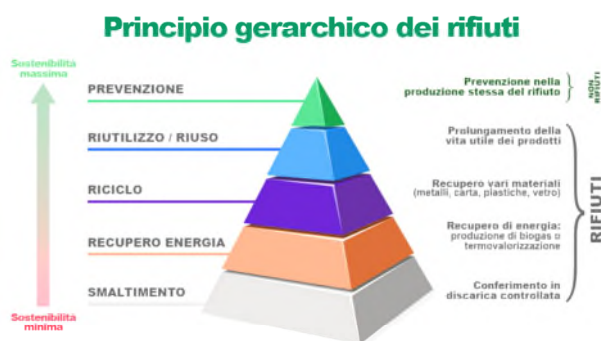 Principio gerarchico dei rifiuti
Sostenibilità
massima
PREVENZIONE
Prevenzione nella
produzione stessa del rifiuto
NON
RIFIUTI
RIUTILIZZO / RIUSO
Prolungamento della
vita utile dei prodotti
RICICLO
Recupero vari materiali
(metalli, carta, plastiche, vetro)
RECUPERO ENERGIA
Recupero di energia:
produzione di biogas o
termovalorizzazione
SMALTIMENTO
Conferimento in
discarica controllata
RIFIUTI
Sostenibilità
minima